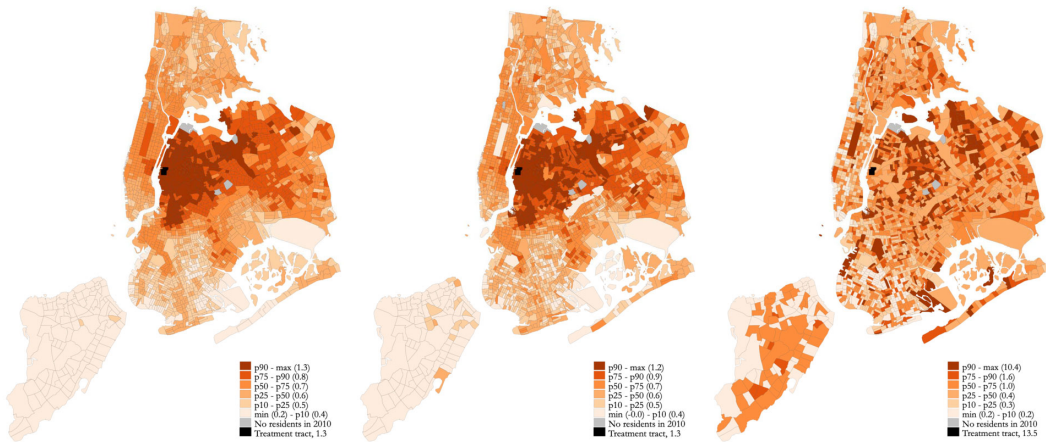 p90 - max (1.3)
p75 - p90 (0.8)
p50 - p75 (0.7)
p25 - p50 (0.6)
p10 - p25 (0.5)
min (0.2) - p10 (0.4)
No residents in 2010
Treatment tract, 1.3
p90 - max (1.2)
p75 - p90 (0.9)
p50 - p75 (0.7)
p25 - p50 (0.6)
p10 - p25 (0.5)
min (-0.0) - p10 (0.4)
No residents in 2010
Treatment tract, 1.3
p90 - max (10.4)
p75 - p90 (1.6)
p50 - p75 (1.0)
p25 - p50 (0.4)
p10 - p25 (0.3)
min (0.2) - p10 (0.2)
No residents in 2010
Treatment tract, 13.5